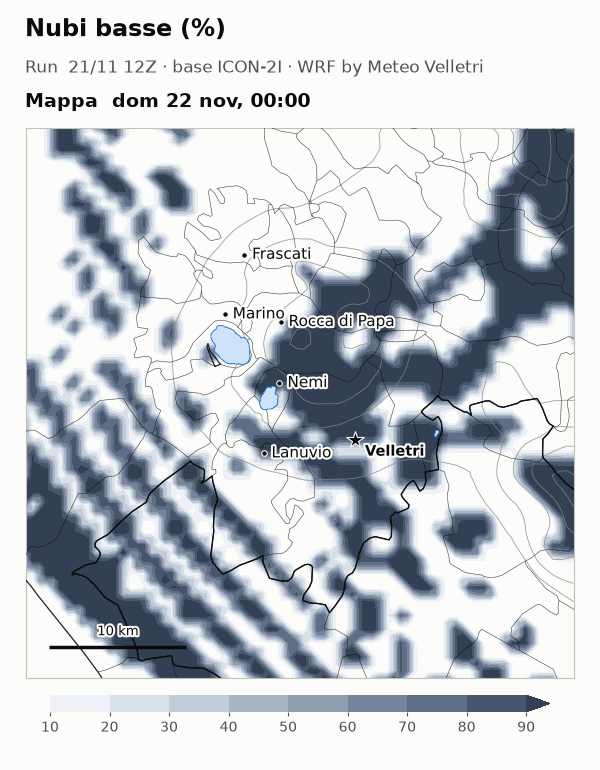 Nubi basse (%)
Run 21/11 12Z · base ICON-2I · WRF by Meteo Velletri
Mappa dom 22 nov, 00:00
Frascati
Marino
Rocca di Papa
Nemi
Velletri
Lanuvio
10 km
10 20 30 40 50 60 70 80 90